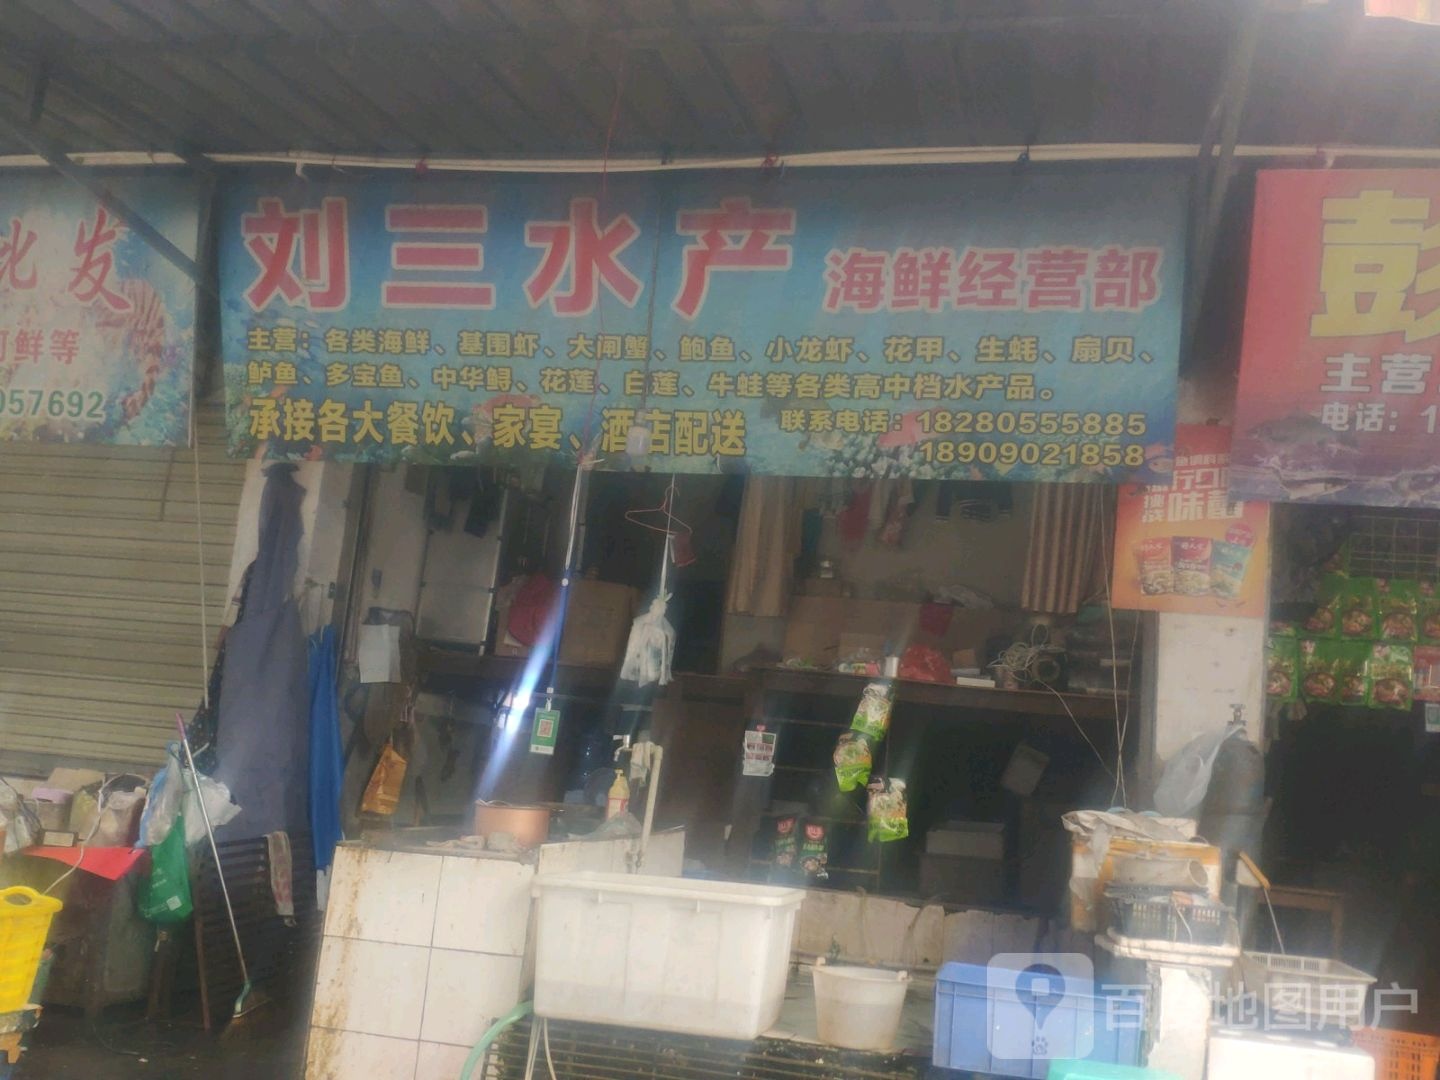 批发
河鲜等
057692
刘三水产 海鲜经营部
主营：各类海鲜、基围虾、大闸蟹、鲍鱼、小龙虾、花甲、生蚝、扇贝、
鲈鱼、多宝鱼、中华鲟、花莲、白莲、牛蛙等各类高中档水产品。
承接各大餐饮、家宴、酒店配送
联系电话：18280555885
18909021858
彭
主营
电话：1
百度地图用户